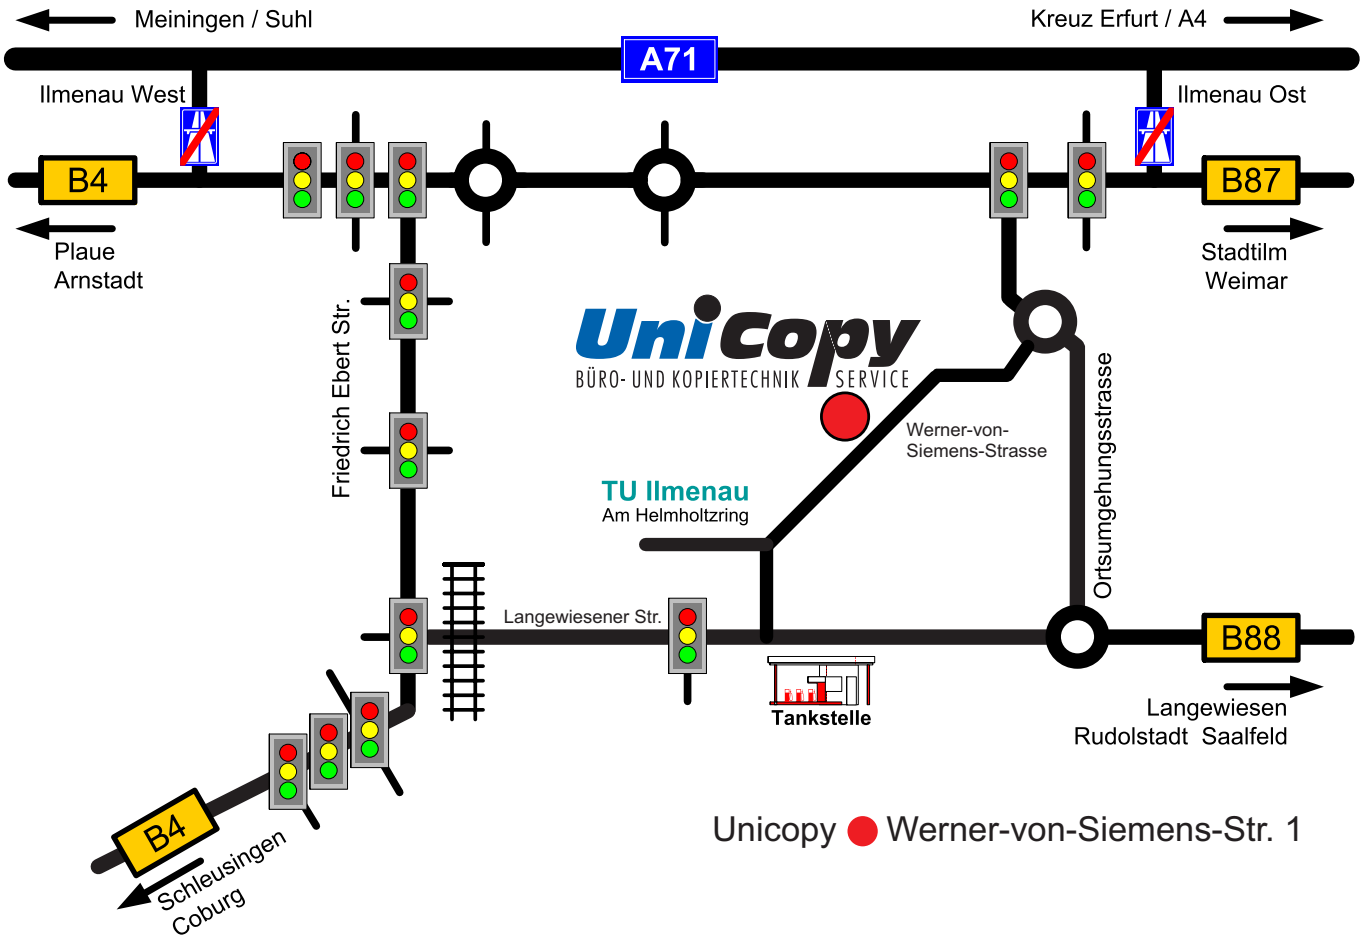 Meiningen / Suhl
Kreuz Erfurt / A4
A71
Ilmenau West
Ilmenau Ost
B4
B87
Plaue
Arnstadt
Stadtilm
Weimar
Friedrich Ebert Str.
UniCopy
BÜRO- UND KOPIERTECHNIK SERVICE
Werner-von-
Siemens-Strasse
Ortsumgehungsstrasse
TU Ilmenau
Am Helmholtzring
Langewiesener Str.
B88
Tankstelle
Langewiesen
Rudolstadt Saalfeld
B4
Schleusingen
Coburg
Unicopy Werner-von-Siemens-Str. 1